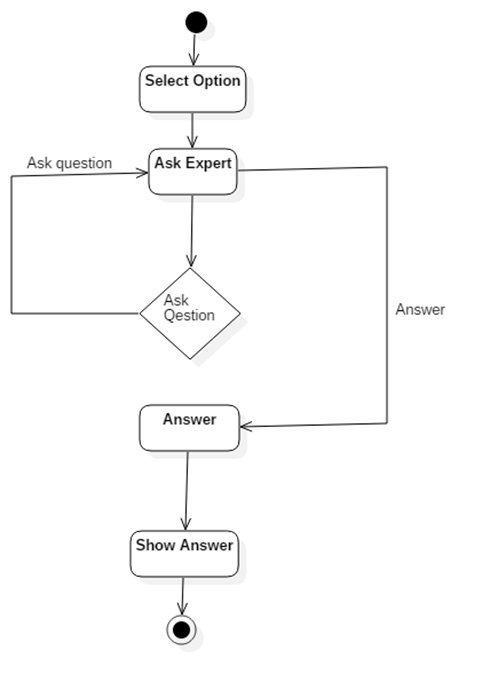 Select Option
Ask question
Ask Expert
Ask
Qestion
Answer
Answer
Show Answer